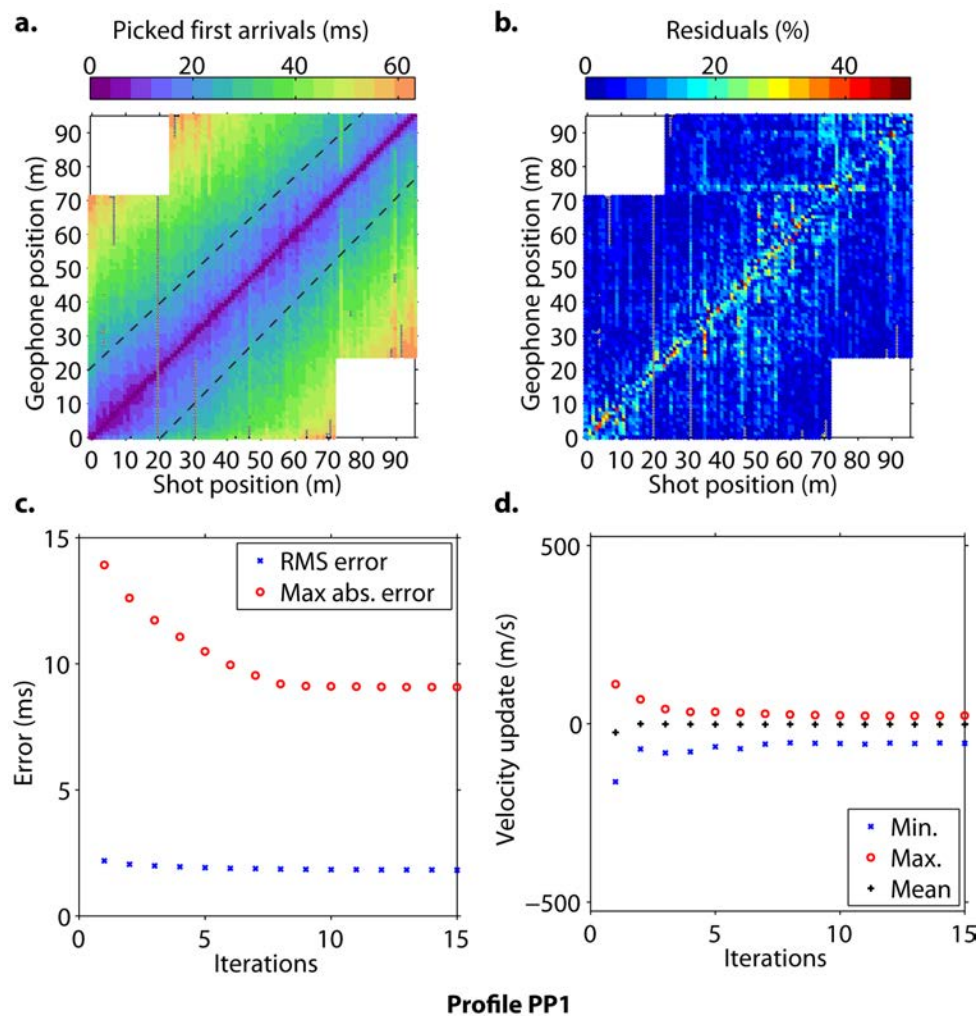 a.
Picked first arrivals (ms)
0 20 40 60
Geophone position (m)
90
80
70
60
50
40
30
20
10
0
0 10 20 30 40 50 60 70 80 90
Shot position (m)
b.
Residuals (%)
0 20 40
Geophone position (m)
90
80
70
60
50
40
30
20
10
0
0 10 20 30 40 50 60 70 80 90
Shot position (m)
c.
Error (ms)
15
10
5
0
RMS error
Max abs. error
0 5 10 15
Iterations
d.
Velocity update (m/s)
500
0
−500
Min.
Max.
Mean
0 5 10 15
Iterations
Profile PP1